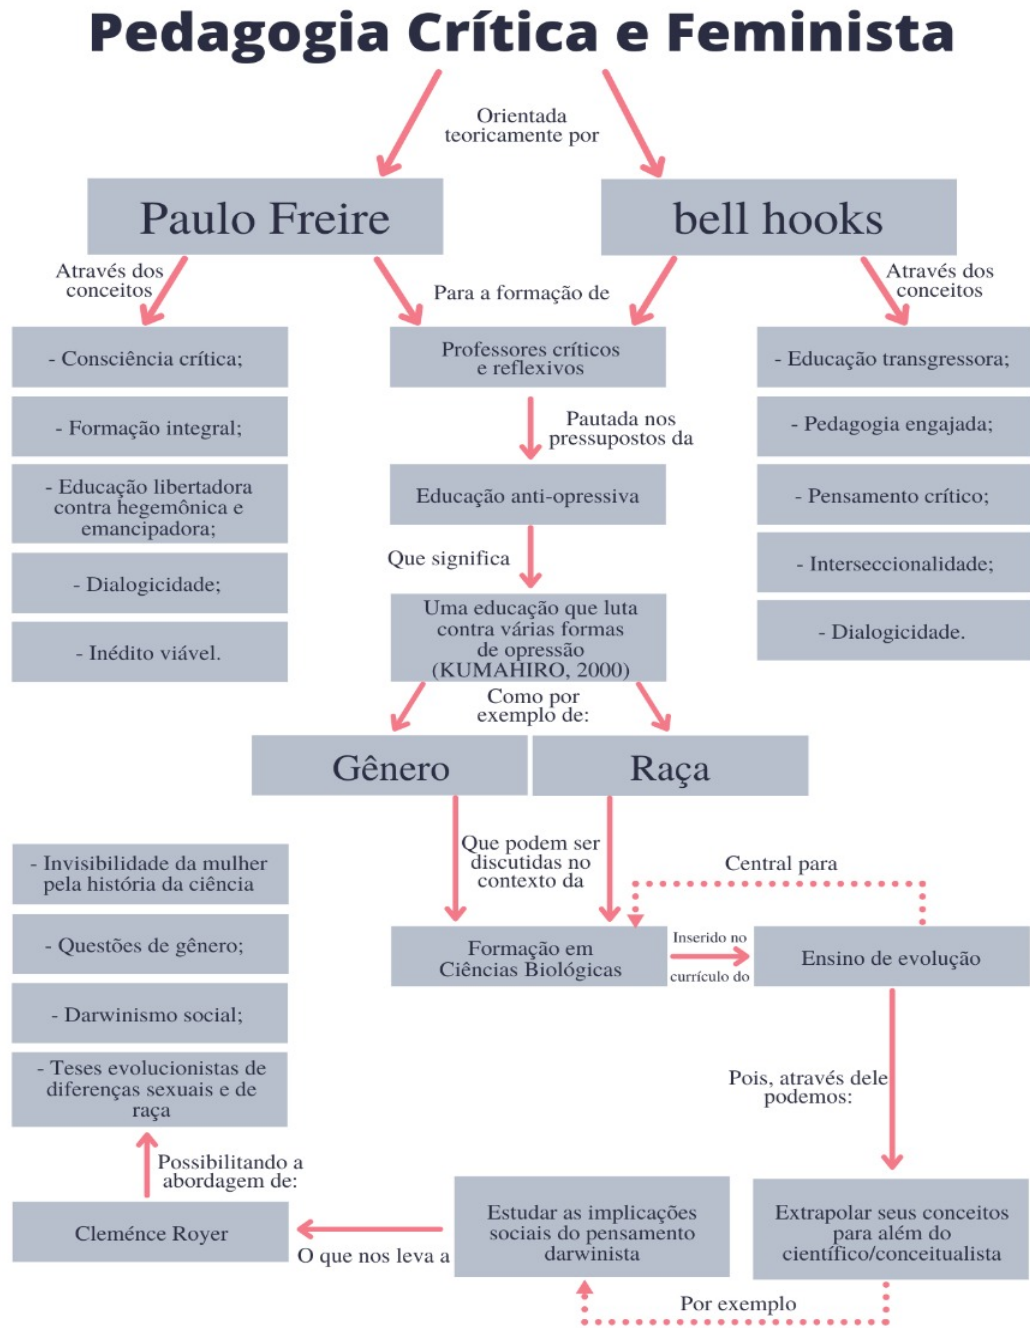 Pedagogia Crítica e Feminista
Orientada
teoricamente por
Paulo Freire
bell hooks
Através dos
conceitos
Para a formação de
Através dos
conceitos
- Consciência crítica;
- Formação integral;
- Educação libertadora
contra hegemônica e
emancipadora;
- Dialogicidade;
- Inédito viável.
Professores críticos
e reflexivos
Pautada nos
pressupostos da
Educação anti-opressiva
Que significa
Uma educação que luta
contra várias formas
de opressão
(KUMAHIRO, 2000)
- Educação transgressora;
- Pedagogia engajada;
- Pensamento crítico;
- Interseccionalidade;
- Dialogicidade.
Como por
exemplo de:
Gênero
Raça
Que podem ser
discutidas no
contexto da
Central para
Formação em
Ciências Biológicas
Inserido no
currículo do
Ensino de evolução
Pois, através dele
podemos:
Extrapolar seus conceitos
para além do
científico/conceitualista
Por exemplo
Estudar as implicações
sociais do pensamento
darwinista
O que nos leva a
Cleménce Royer
Possibilitando a
abordagem de:
- Invisibilidade da mulher
pela história da ciência
- Questões de gênero;
- Darwinismo social;
- Teses evolucionistas de
diferenças sexuais e de
raça